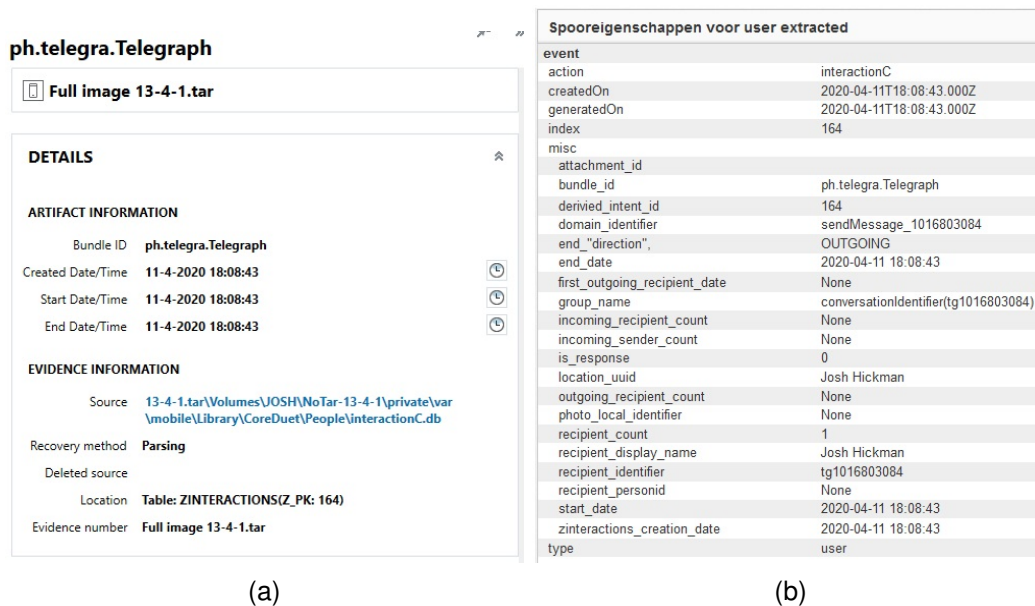 ph.telegra.Telegraph
Full image 13-4-1.tar
DETAILS
ARTIFACT INFORMATION
Bundle ID ph.telegra.Telegraph
Created Date/Time 11-4-2020 18:08:43
Start Date/Time 11-4-2020 18:08:43
End Date/Time 11-4-2020 18:08:43
EVIDENCE INFORMATION
Source 13-4-1.tar\Volumes\JOSH\NoTar-13-4-1\private\var
\mobile\Library\CoreDuet\People\interactionC.db
Recovery method Parsing
Deleted source
Location Table: ZINTERACTIONS(Z_PK: 164)
Evidence number Full image 13-4-1.tar
(a)
Spooreigenschappen voor user extracted
event
action interactionC
createdOn 2020-04-11T18:08:43.000Z
generatedOn 2020-04-11T18:08:43.000Z
index 164
misc
attachment_id
bundle_id ph.telegra.Telegraph
derivied_intent_id 164
domain_identifier sendMessage_1016803084
end_"direction", OUTGOING
end_date 2020-04-11 18:08:43
first_outgoing_recipient_date None
group_name conversationIdentifier(tg1016803084)
incoming_recipient_count None
incoming_sender_count None
is_response 0
location_uuid Josh Hickman
outgoing_recipient_count None
photo_local_identifier None
recipient_count 1
recipient_display_name Josh Hickman
recipient_identifier tg1016803084
recipient_personid None
start_date 2020-04-11 18:08:43
zinteractions_creation_date 2020-04-11 18:08:43
type user
(b)